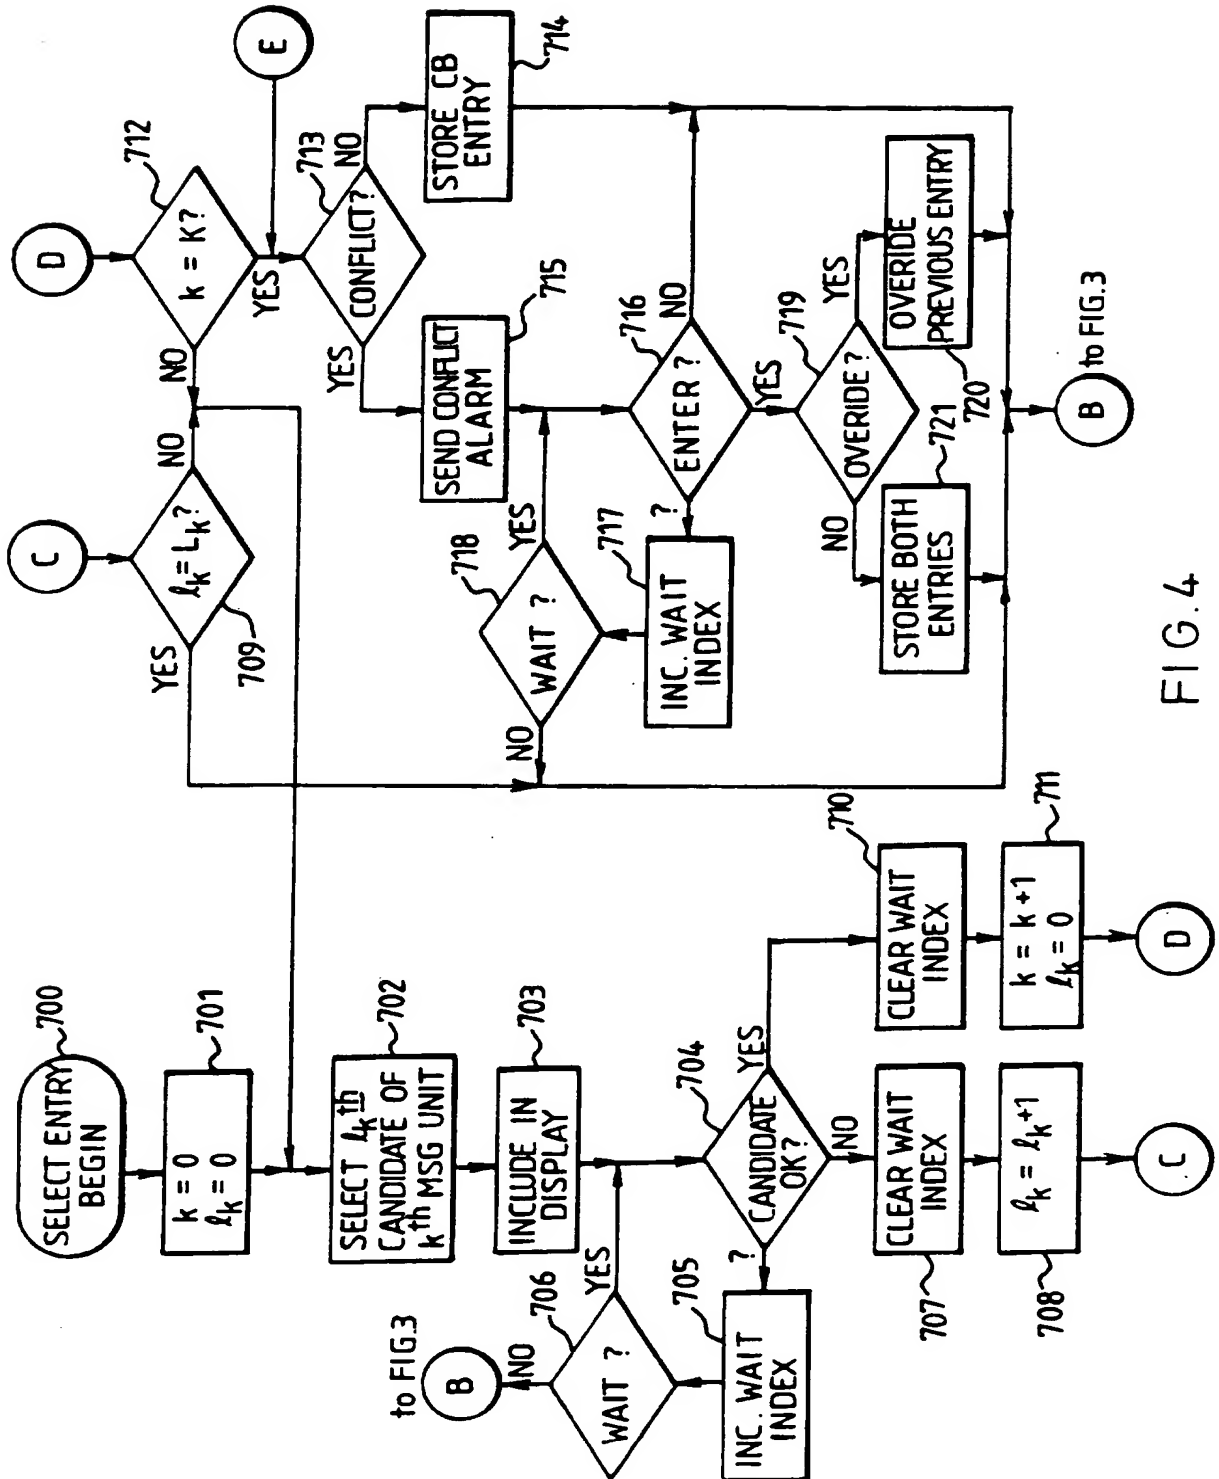 SELECT ENTRY
BEGIN
700
k = 0
ℓk = 0
701
SELECT ℓk th
CANDIDATE OF
k th MSG UNIT
702
INCLUDE IN
DISPLAY
703
CANDIDATE
OK?
704
YES
NO
?
INC. WAIT
INDEX
705
WAIT ?
706
YES
NO
B
to FIG.3
CLEAR WAIT
INDEX
707
ℓk = ℓk+1
708
C
CLEAR WAIT
INDEX
710
k = k+1
ℓk = 0
711
D
C
ℓk = Lk?
709
YES
NO
D
k = K?
712
NO
YES
E
CONFLICT?
713
NO
YES
STORE CB
ENTRY
714
SEND CONFLICT
ALARM
715
ENTER ?
716
NO
YES
?
INC. WAIT
INDEX
717
WAIT ?
718
YES
NO
OVERIDE?
719
YES
NO
OVERIDE
PREVIOUS ENTRY
720
STORE BOTH
ENTRIES
721
B
to FIG.3
FIG.4